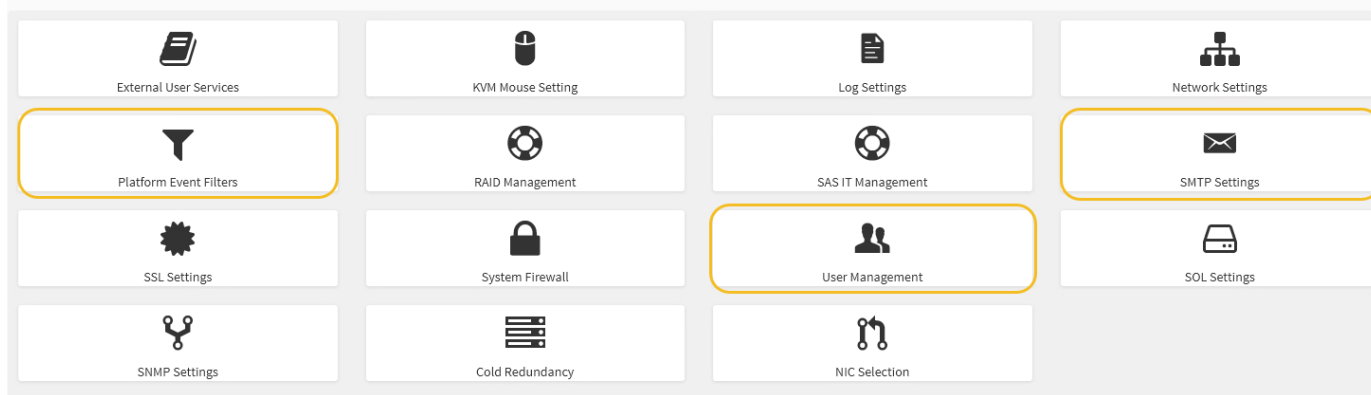 External User Services
KVM Mouse Setting
Log Settings
Network Settings
Platform Event Filters
RAID Management
SAS IT Management
SMTP Settings
SSL Settings
System Firewall
User Management
SOL Settings
SNMP Settings
Cold Redundancy
NIC Selection